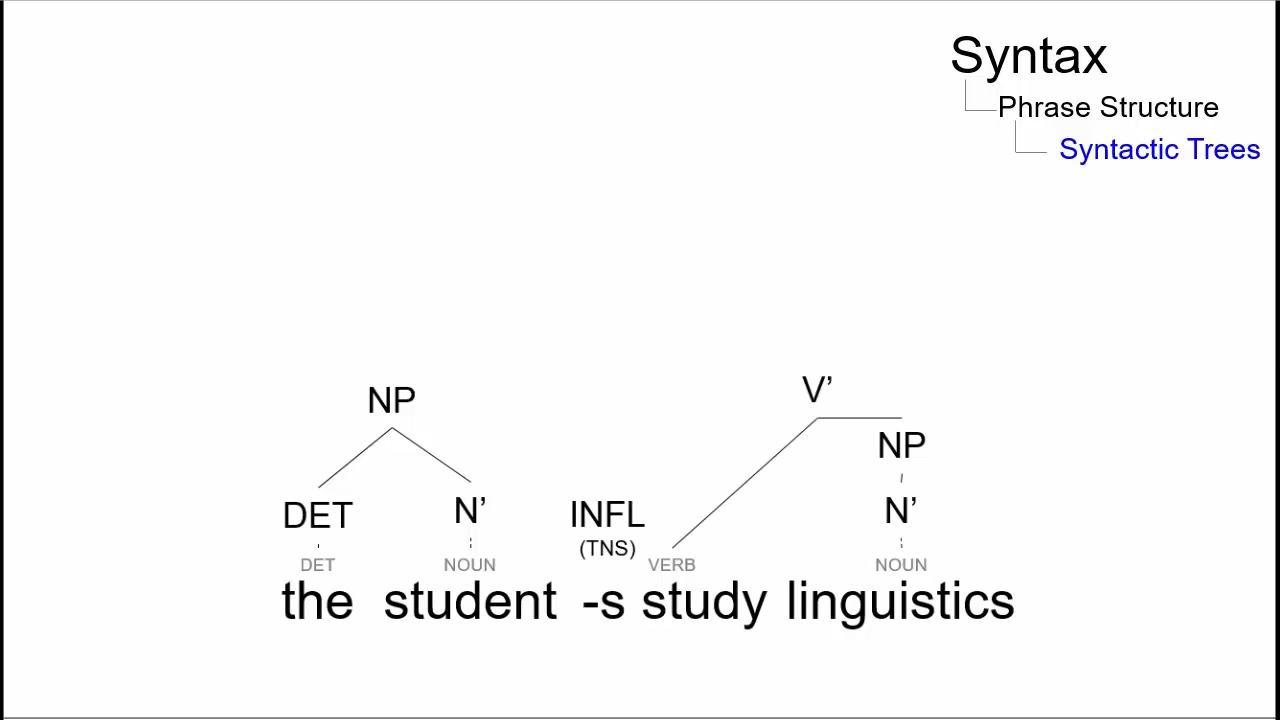 Syntax
Phrase Structure
Syntactic Trees
V’
NP
NP
DET N’ INFL N’
(TNS)
DET NOUN VERB NOUN
the student -s study linguistics